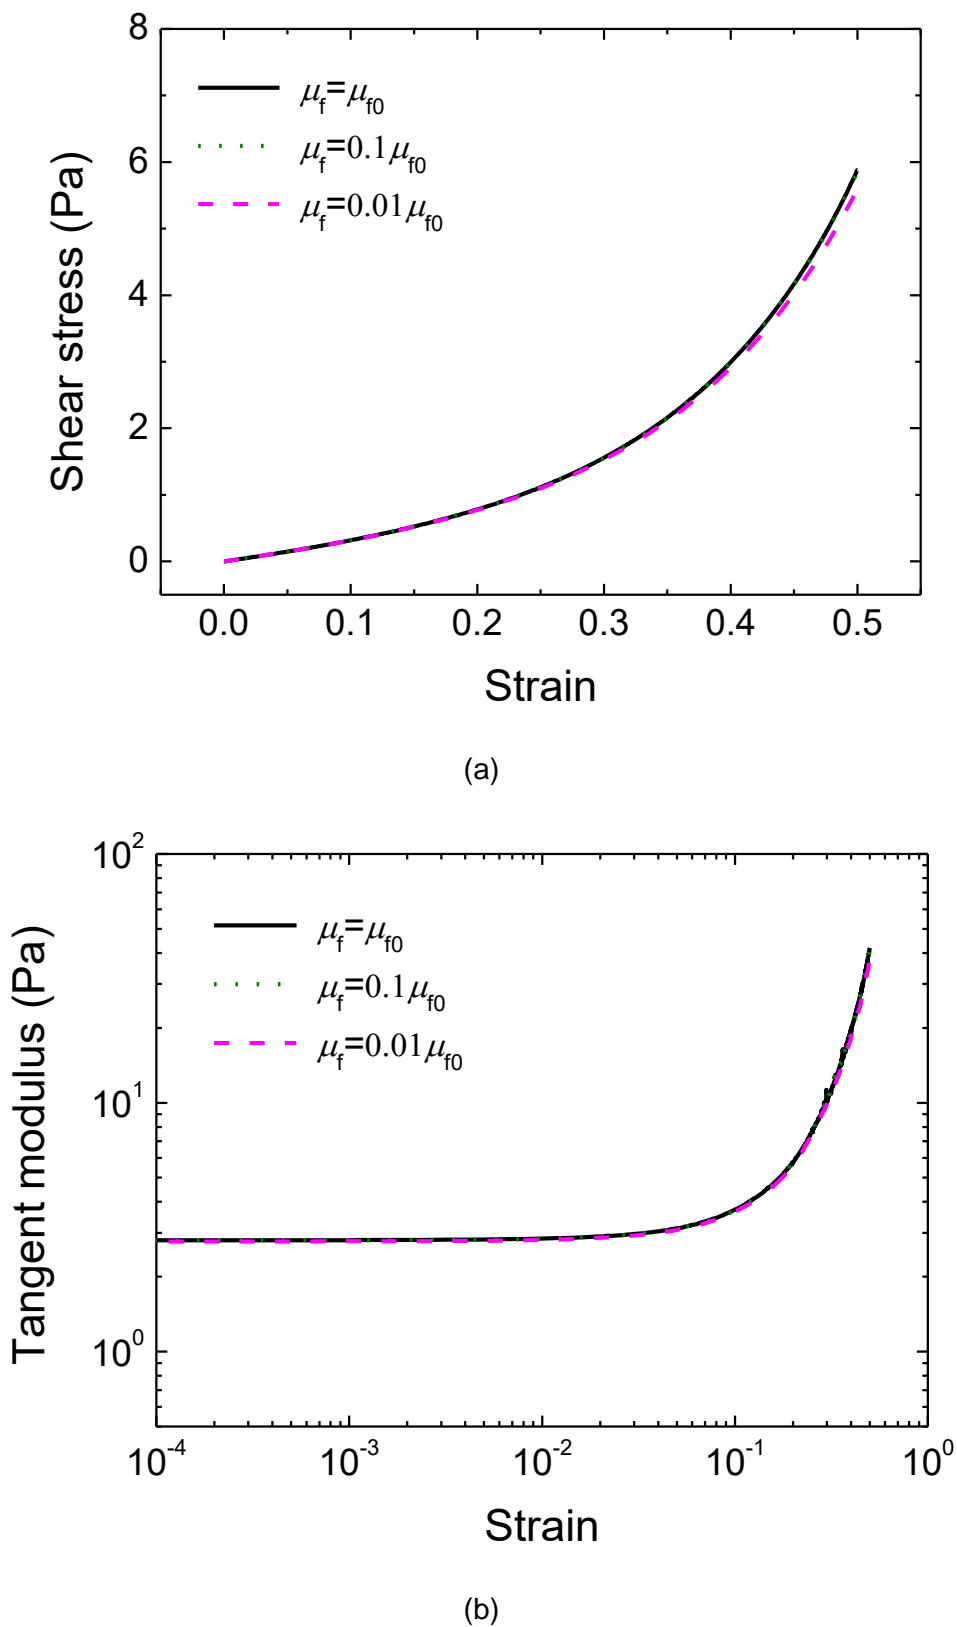 8
6
4
2
0
Shear stress (Pa)
μf=μf0
μf=0.1μf0
μf=0.01μf0
0.0 0.1 0.2 0.3 0.4 0.5
Strain
(a)
10^2
10^1
10^0
Tangent modulus (Pa)
μf=μf0
μf=0.1μf0
μf=0.01μf0
10^-4 10^-3 10^-2 10^-1 10^0
Strain
(b)